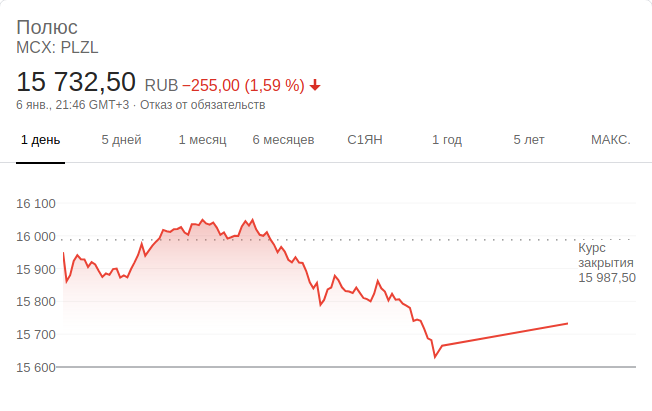 Полюс
MCX: PLZL
15 732,50 RUB −255,00 (1,59 %)
6 янв., 21:46 GMT+3 · Отказ от обязательств
1 день 5 дней 1 месяц 6 месяцев С1ЯН 1 год 5 лет МАКС.
16 100
16 000
15 900
15 800
15 700
15 600
Курс
закрытия
15 987,50